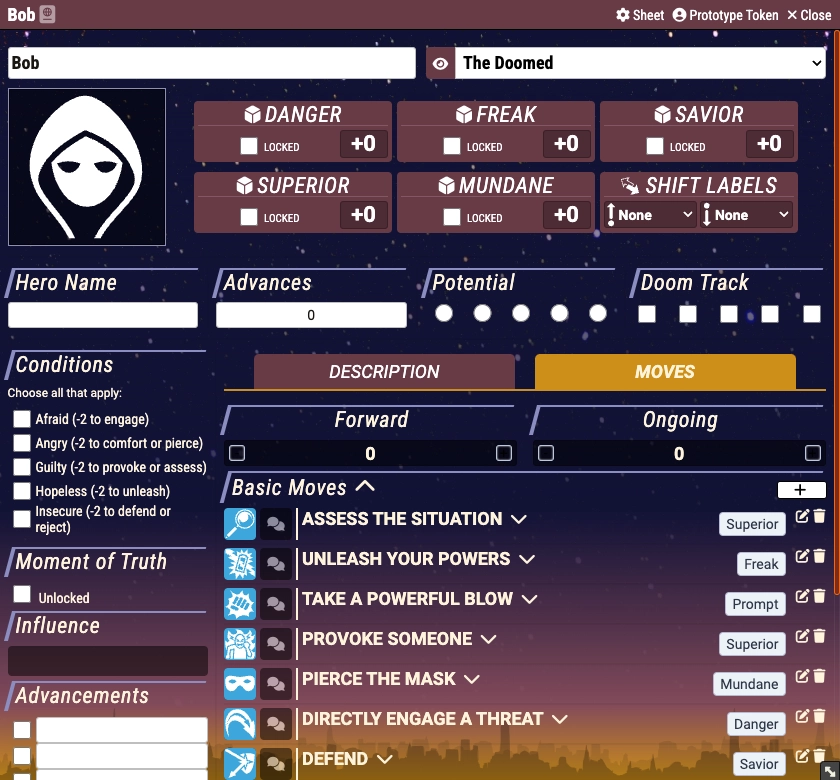 Bob
Sheet Prototype Token Close
Bob
The Doomed
DANGER
LOCKED +0
FREAK
LOCKED +0
SAVIOR
LOCKED +0
SUPERIOR
LOCKED +0
MUNDANE
LOCKED +0
SHIFT LABELS
None None
Hero Name
Advances
0
Potential
Doom Track
Conditions
Choose all that apply:
Afraid (-2 to engage)
Angry (-2 to comfort or pierce)
Guilty (-2 to provoke or assess)
Hopeless (-2 to unleash)
Insecure (-2 to defend or
reject)
Moment of Truth
Unlocked
Influence
Advancements
DESCRIPTION
MOVES
Forward
0
Ongoing
0
Basic Moves
+
ASSESS THE SITUATION Superior
UNLEASH YOUR POWERS Freak
TAKE A POWERFUL BLOW Prompt
PROVOKE SOMEONE Superior
PIERCE THE MASK Mundane
DIRECTLY ENGAGE A THREAT Danger
DEFEND Savior